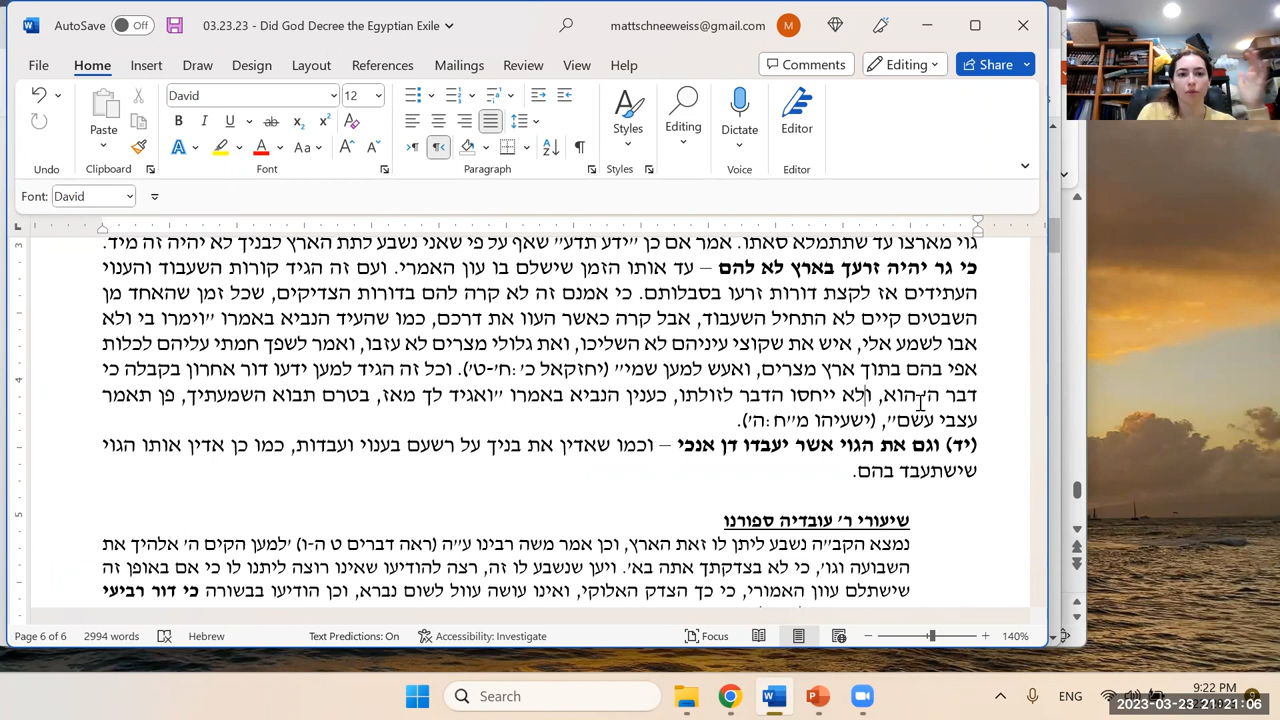 AutoSave
Off
03.23.23 - Did God Decree the Egyptian Exile
mattschneeweiss@gmail.com
M
File Home Insert Draw Design Layout References Mailings Review View Help
Comments Editing Share
David 12
Paste
Styles Editing Dictate Editor
Undo Clipboard Font Paragraph Styles Voice Editor
Font: David
גוי מארצו עד שתתמלא סאתו. אמר אם כן "ידע תדע" שאף על פי שאני נשבע לתת הארץ לבניך לא יהיה זה מיד.
כי גר יהיה זרעך בארץ לא להם – עד אותו הזמן שישלם בו עון האמרי. ועם זה הגיד קורות השעבוד והענוי
העתידים אז לקצת דורות זרעו בסבלותם. כי אמנם זה לא קרה להם בדורות הצדיקים, שכל זמן שהאחד מן
השבטים קיים לא התחיל השעבוד, אבל קרה כאשר העוו את דרכם, כמו שהעיד הנביא באמרו "וימרו בי ולא
אבו לשמע אלי, איש את שקוצי עיניהם לא השליכו, ואת גלולי מצרים לא עזבו, ואמר לשפך חמתי עליהם לכלות
אפי בהם בתוך ארץ מצרים, ואעש למען שמי" (יחזקאל כ':ח'-ט'). וכל זה הגיד למען ידעו דור אחרון בקבלה כי
דבר ה' הוא, ולא ייחסו הדבר לזולתו, כענין הנביא באמרו "ואגיד לך מאז, בטרם תבוא השמעתיך, פן תאמר
עצבי עשם", (ישעיהו מ"ח:ה').
(יד) וגם את הגוי אשר יעבדו דן אנכי – וכמו שאדין את בניך על רשעם בענוי ועבדות, כמו כן אדין אותו הגוי
שישתעבד בהם.
שיעורי ר' עובדיה ספורנו
נמצא הקב"ה נשבע ליתן לו זאת הארץ, וכן אמר משה רבינו ע"ה (ראה דברים ט ה-ו) 'למען הקים ה' אלהיך את
השבועה וגו', כי לא בצדקתך אתה בא'. ויען שנשבע לו זה, רצה להודיעו שאינו רוצה ליתנו לו כי אם באופן זה
שישתלם עוון האמורי, כי כך הצדק האלוקי, ואינו עושה עוול לשום נברא, וכן הודיעו בבשורה כי דור רביעי
Page 6 of 6 2994 words Hebrew Text Predictions: On Accessibility: Investigate Focus 140%
Search
ENG
9:22 PM
2023-03-23 21:21:06